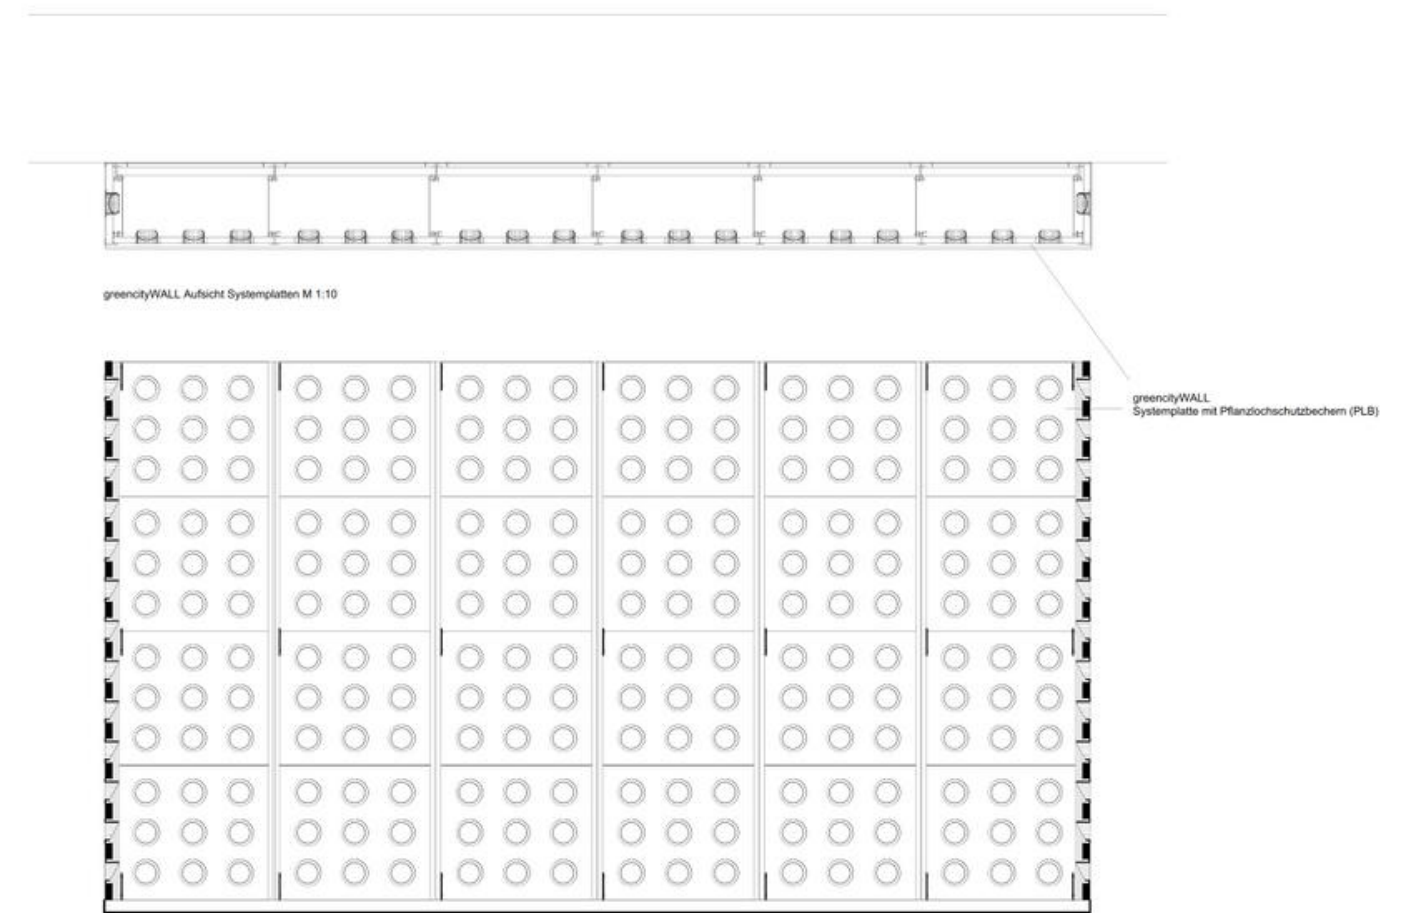 greencityWALL Aufsicht Systemplatten M 1:10
greencityWALL
Systemplatte mit Pflanzlochschutzbechern (PLB)